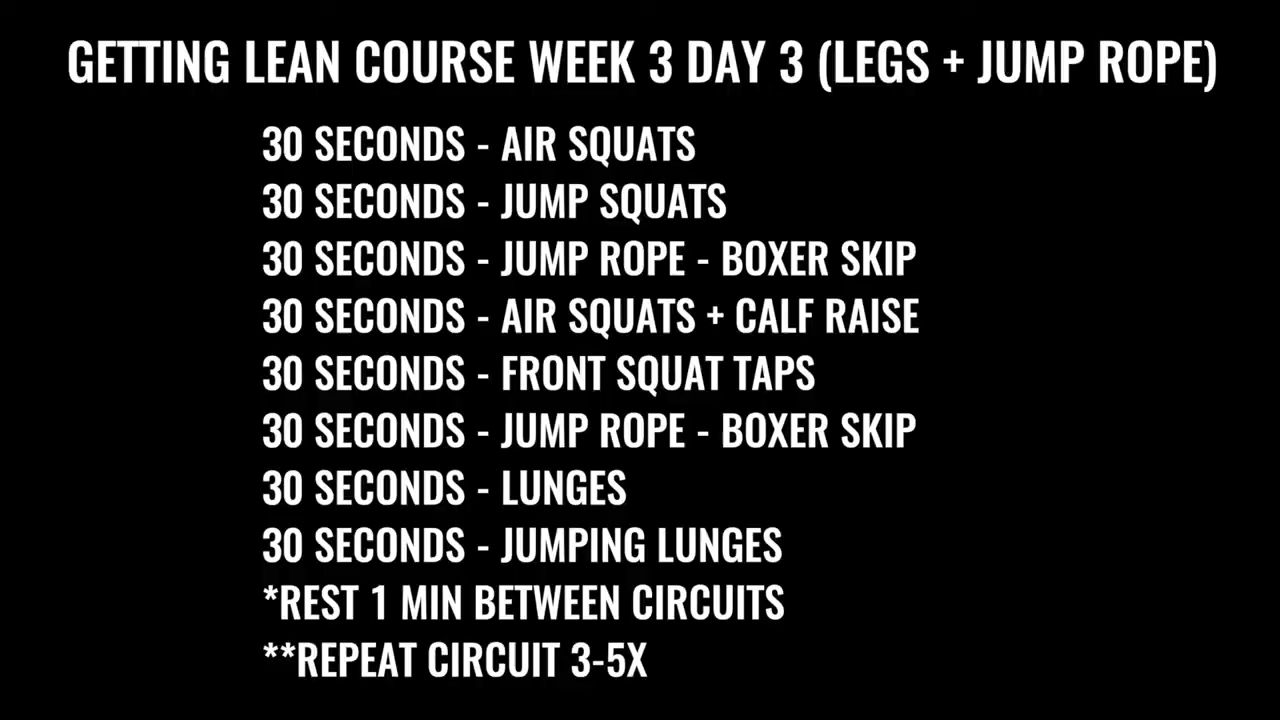 GETTING LEAN COURSE WEEK 3 DAY 3 (LEGS + JUMP ROPE)
30 SECONDS - AIR SQUATS
30 SECONDS - JUMP SQUATS
30 SECONDS - JUMP ROPE - BOXER SKIP
30 SECONDS - AIR SQUATS + CALF RAISE
30 SECONDS - FRONT SQUAT TAPS
30 SECONDS - JUMP ROPE - BOXER SKIP
30 SECONDS - LUNGES
30 SECONDS - JUMPING LUNGES
*REST 1 MIN BETWEEN CIRCUITS
**REPEAT CIRCUIT 3-5X